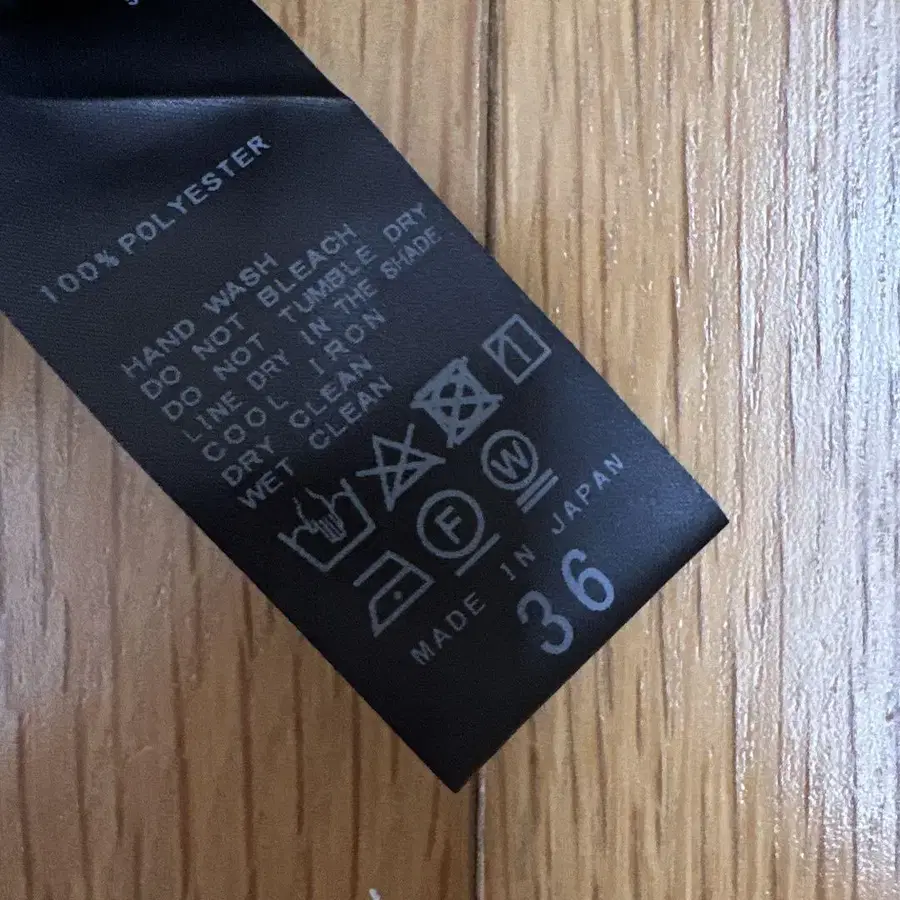 100% POLYESTER
HAND WASH
DO NOT BLEACH
DO NOT TUMBLE DRY
LINE DRY IN THE SHADE
COOL IRON
DRY CLEAN
WET CLEAN
F
W
MADE IN JAPAN
36